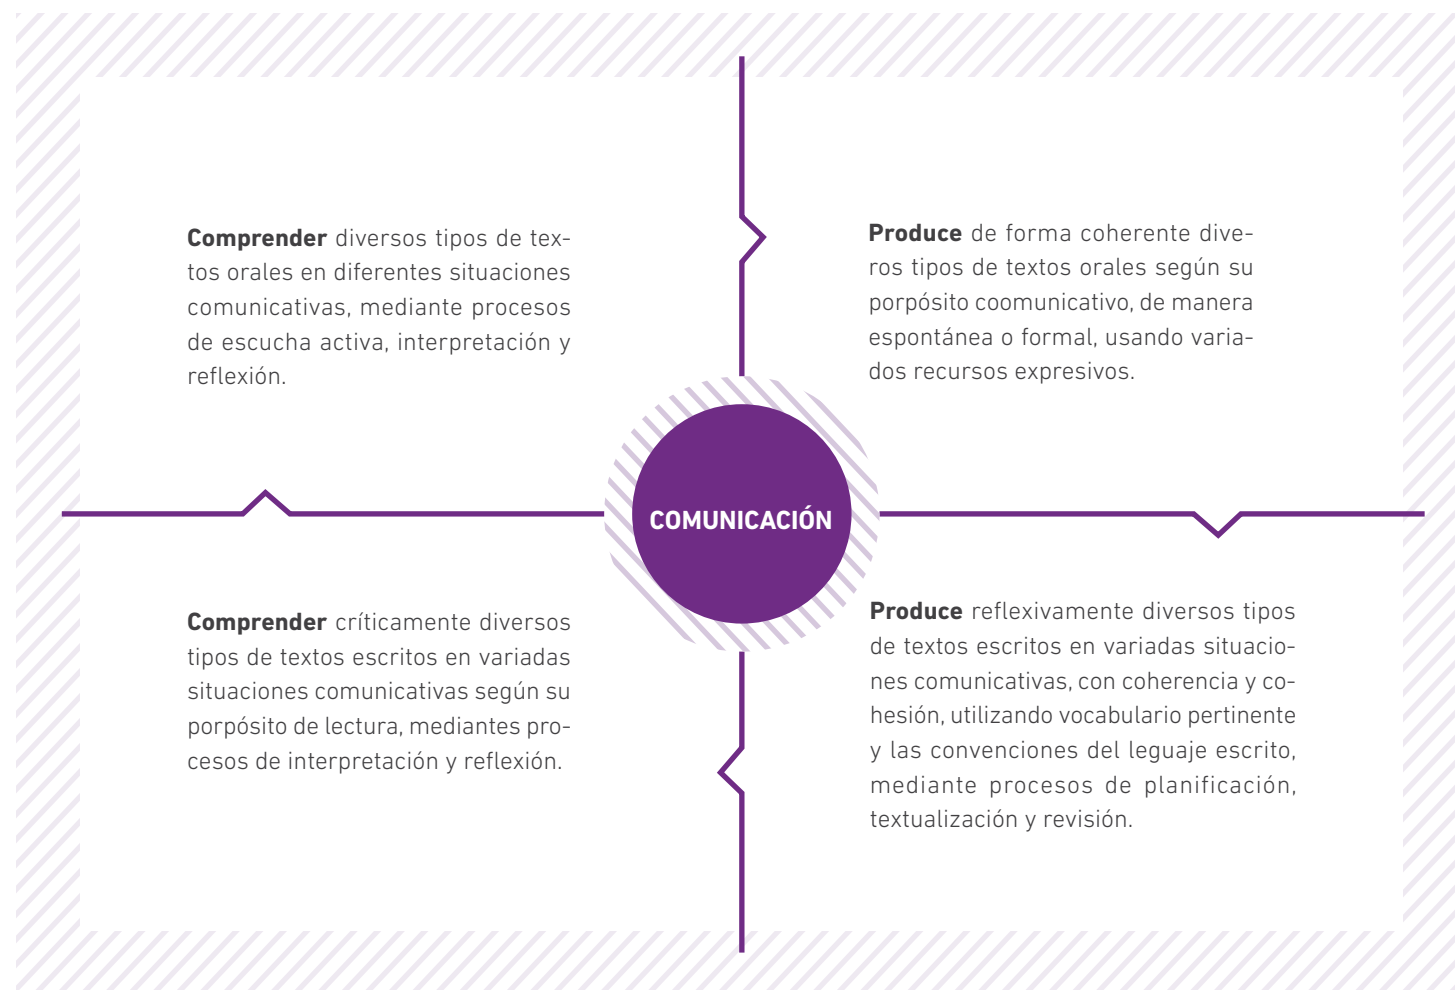 Comprender diversos tipos de tex-
tos orales en diferentes situaciones
comunicativas, mediante procesos
de escucha activa, interpretación y
reflexión.
Produce de forma coherente dive-
ros tipos de textos orales según su
porpósito coomunicativo, de manera
espontánea o formal, usando varia-
dos recursos expresivos.
COMUNICACIÓN
Comprender críticamente diversos
tipos de textos escritos en variadas
situaciones comunicativas según su
porpósito de lectura, mediantes pro-
cesos de interpretación y reflexión.
Produce reflexivamente diversos tipos
de textos escritos en variadas situacio-
nes comunicativas, con coherencia y co-
hesión, utilizando vocabulario pertinente
y las convenciones del leguaje escrito,
mediante procesos de planificación,
textualización y revisión.